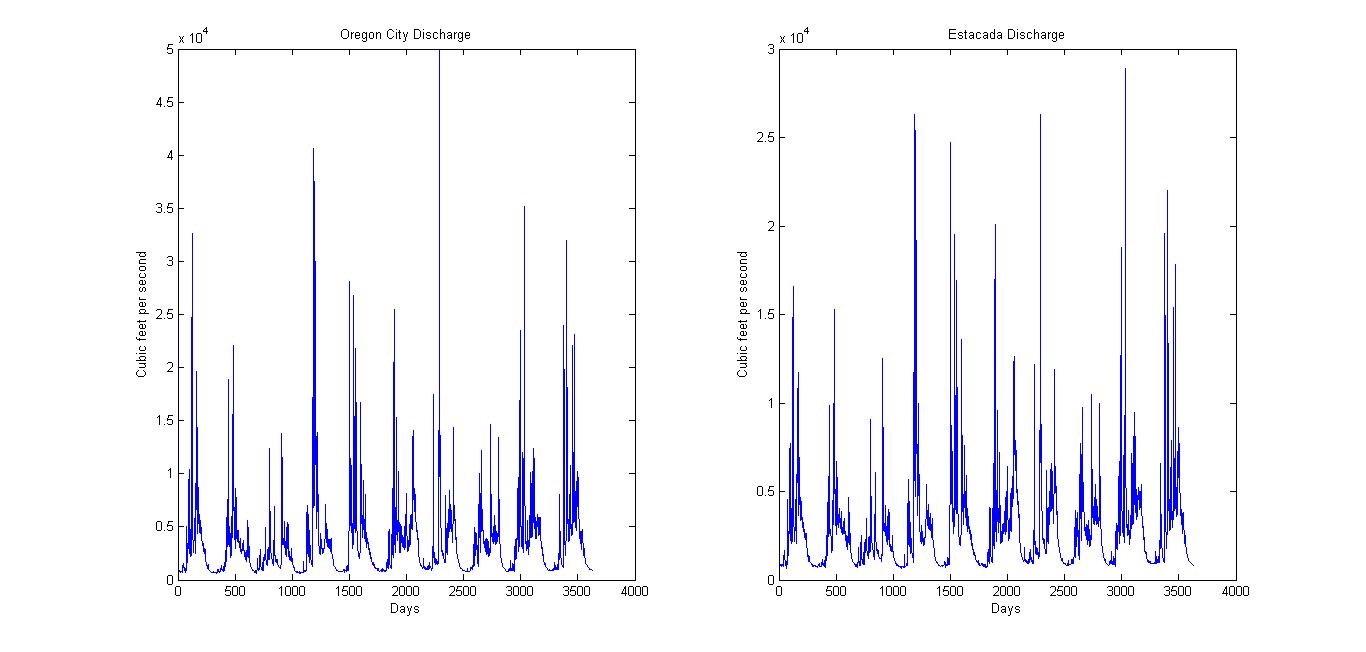 Oregon City Discharge
x 10^4
5
4.5
4
3.5
3
2.5
2
1.5
1
0.5
0
0 500 1000 1500 2000 2500 3000 3500 4000
Days
Cubic feet per second
Estacada Discharge
x 10^4
3
2.5
2
1.5
1
0.5
0
0 500 1000 1500 2000 2500 3000 3500 4000
Days
Cubic feet per second